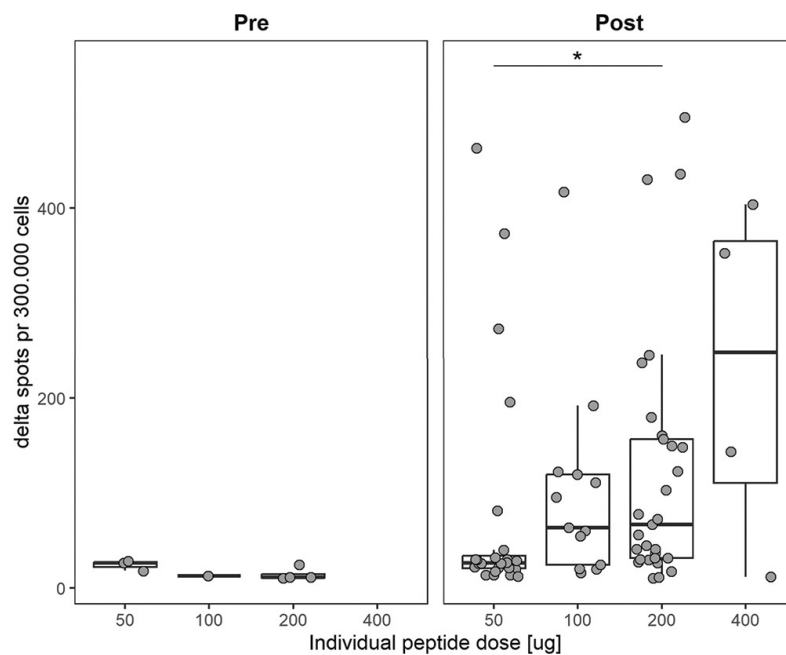 Pre
Post
*
delta spots pr 300.000 cells
400
200
0
50 100 200 400
50 100 200 400
Individual peptide dose [ug]